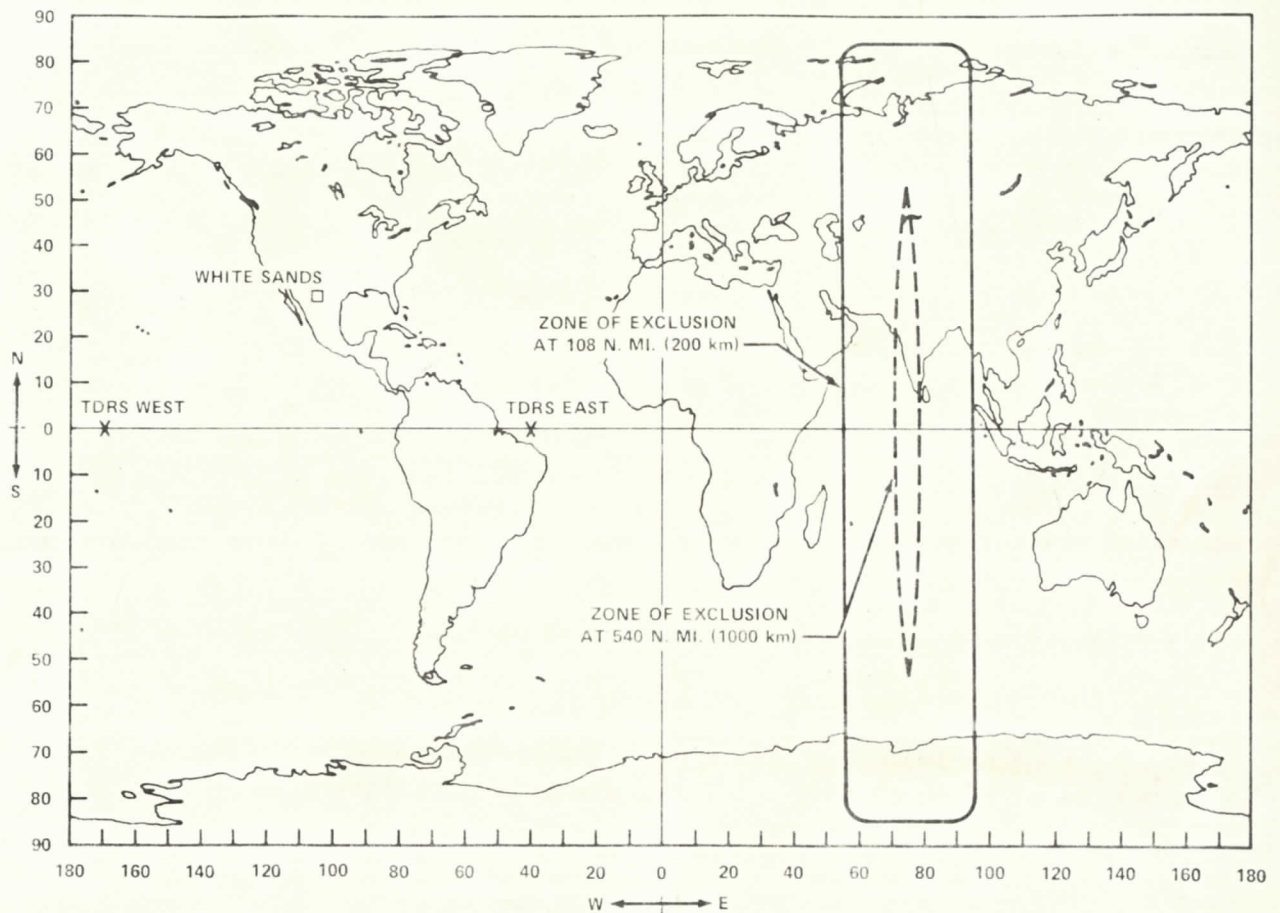 90
80
70
60
50
40
30
20
10
0
10
20
30
40
50
60
70
80
90
N
S
WHITE SANDS
ZONE OF EXCLUSION
AT 108 N. MI. (200 km)
TDRS WEST
TDRS EAST
ZONE OF EXCLUSION
AT 540 N. MI. (1000 km)
180 160 140 120 100 80 60 40 20 0 20 40 60 80 100 120 140 160 180
W E